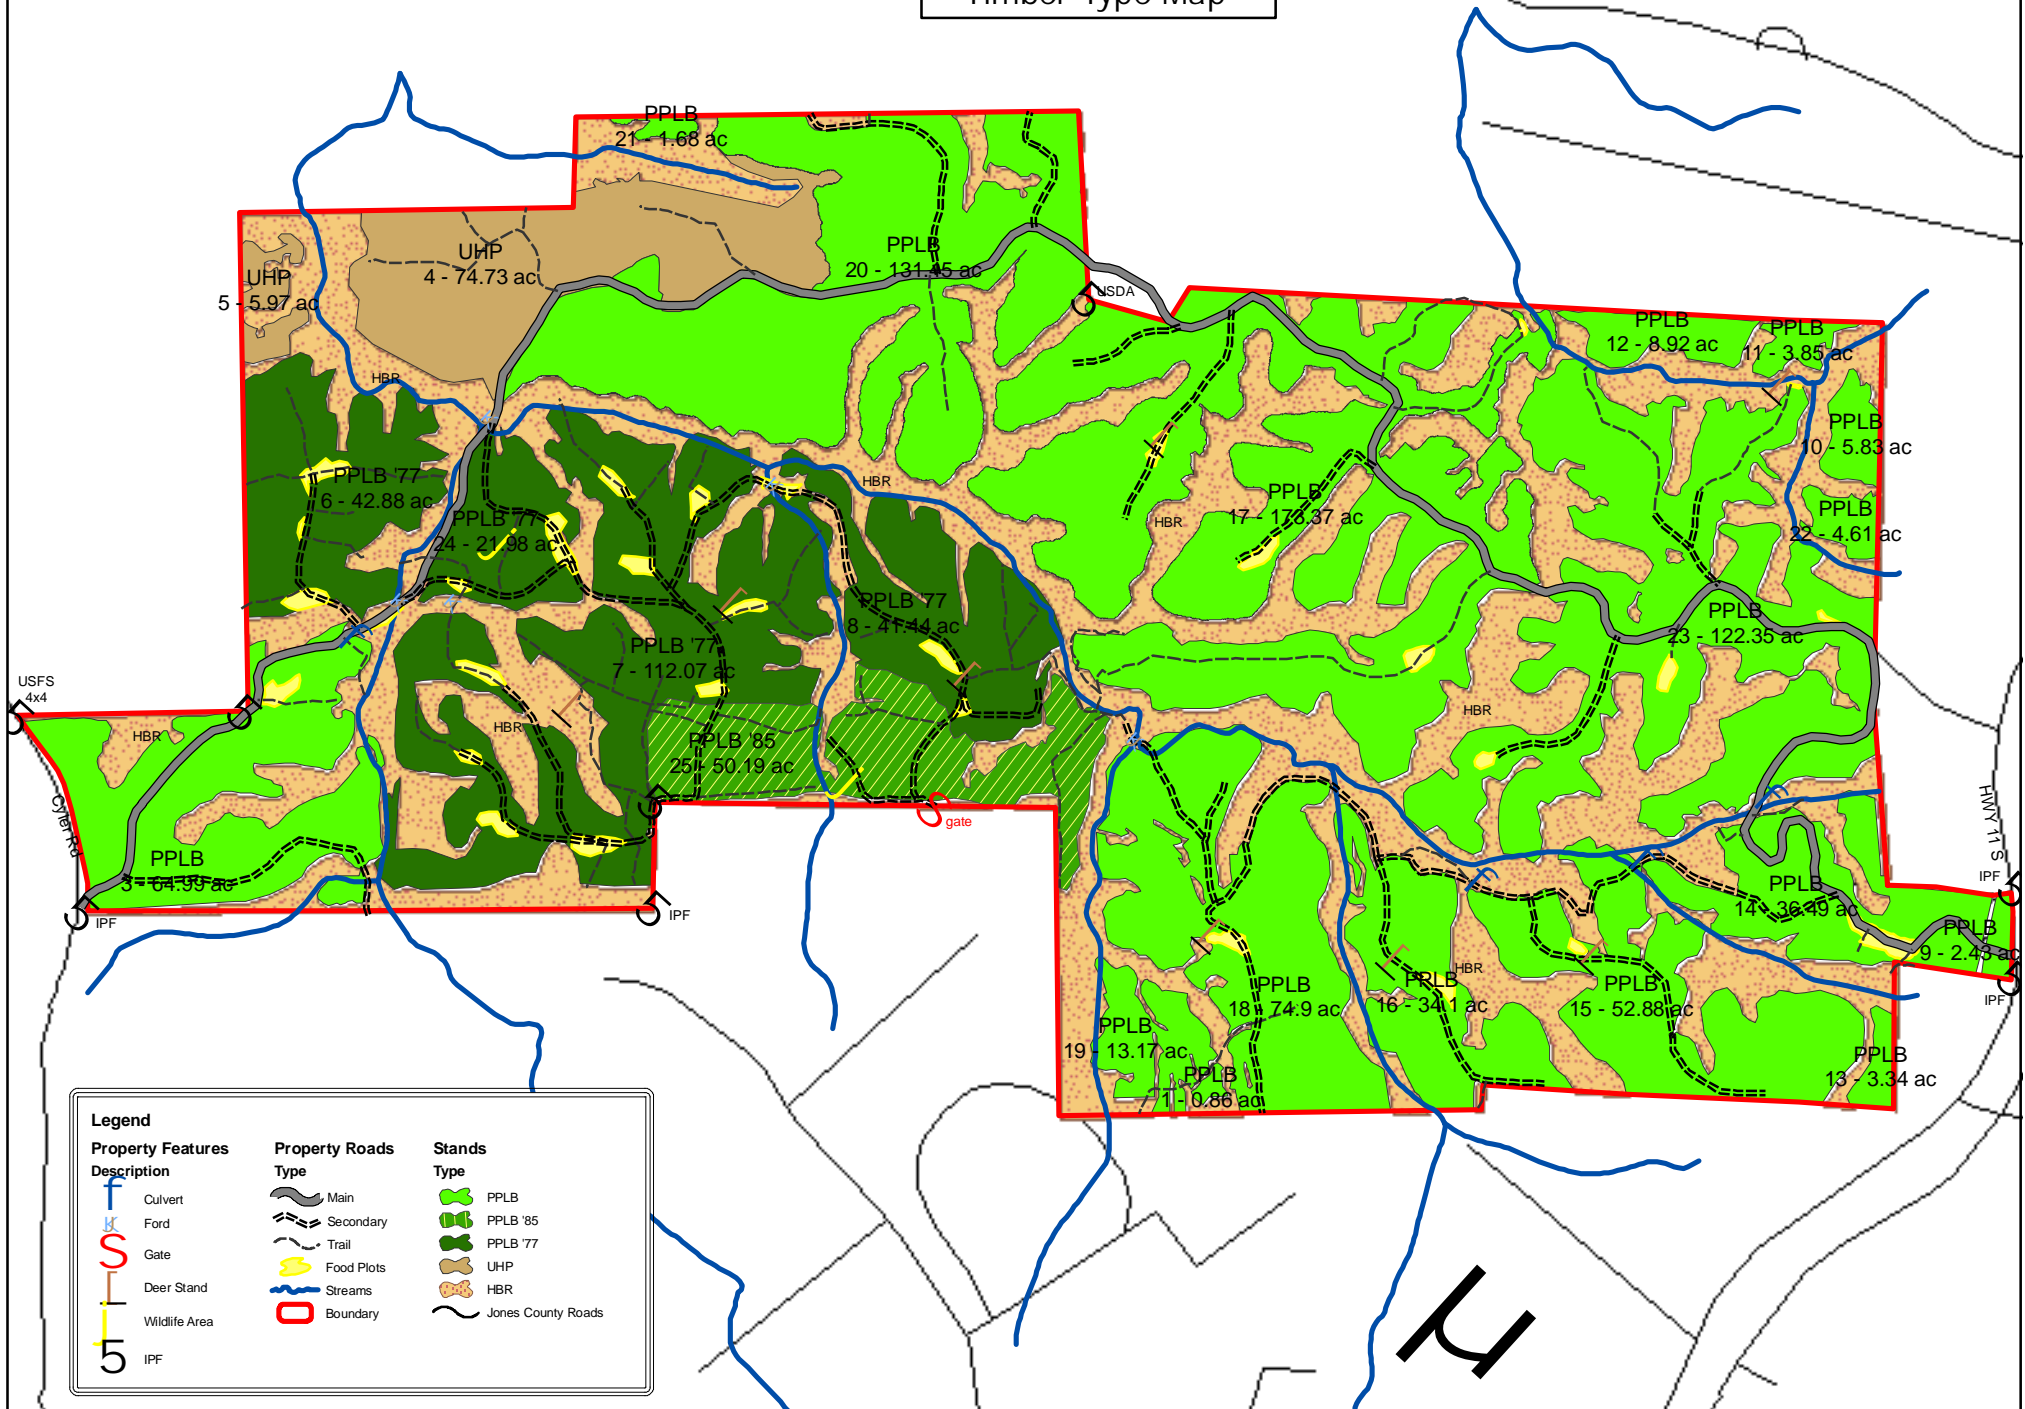 Timber Type Map
PPLB
21 - 1.68 ac
UHP
4 - 74.73 ac
UHP
5 - 5.97 ac
PPLB
20 - 131.45 ac
USDA
PPLB
12 - 8.92 ac
PPLB
11 - 3.85 ac
HBR
PPLB
10 - 5.83 ac
PPLB '77
6 - 42.88 ac
HBR
PPLB
17 - 173.37 ac
HBR
PPLB
22 - 4.61 ac
PPLB '77
24 - 21.98 ac
PPLB '77
8 - 41.44 ac
PPLB
23 - 122.35 ac
PPLB '77
7 - 112.07 ac
USFS
4x4
HBR
HBR
HBR
PPLB '85
25 - 50.19 ac
gate
Cyler Rd
HWY 11 S
PPLB
3 - 64.99 ac
IPF
IPF
IPF
PPLB
14 - 36.49 ac
PPLB
9 - 2.43 ac
IPF
HBR
PPLB
18 - 74.9 ac
PPLB
16 - 34.1 ac
PPLB
15 - 52.88 ac
PPLB
19 - 13.17 ac
PPLB
1 - 0.86 ac
PPLB
13 - 3.34 ac
Legend
Property Features
Description
f Culvert
K Ford
S Gate
Deer Stand
Wildlife Area
5 IPF
Property Roads
Type
Main
Secondary
Trail
Food Plots
Streams
Boundary
Stands
Type
PPLB
PPLB '85
PPLB '77
UHP
HBR
Jones County Roads